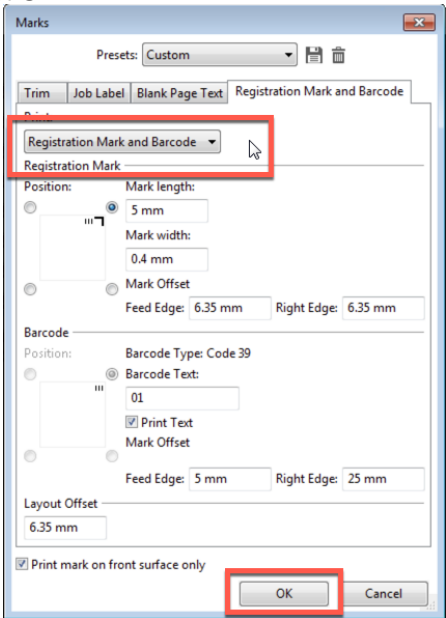 Marks
Presets: Custom
Trim Job Label Blank Page Text Registration Mark and Barcode
Registration Mark and Barcode
Registration Mark
Position: Mark length:
5 mm
Mark width:
0.4 mm
Mark Offset
Feed Edge: 6.35 mm Right Edge: 6.35 mm
Barcode
Position: Barcode Type: Code 39
Barcode Text:
01
Print Text
Mark Offset
Feed Edge: 5 mm Right Edge: 25 mm
Layout Offset
6.35 mm
Print mark on front surface only
OK Cancel